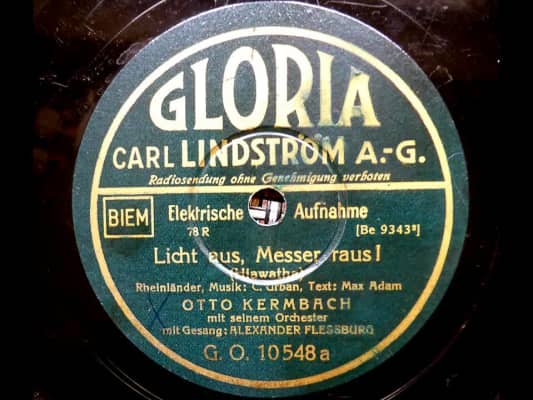 GLORIA
CARL LINDSTRÖM A.-G.
Radiosendung ohne Genehmigung verboten
BIEM Elektrische Aufnahme
78 R [Be 9343²]
Licht aus, Messer raus!
(Hiawatha)
Rheinländer, Musik: C. Urban, Text: Max Adam
OTTO KERMBACH
mit seinem Orchester
mit Gesang: ALEXANDER FLESSBURG
G. O. 10548a